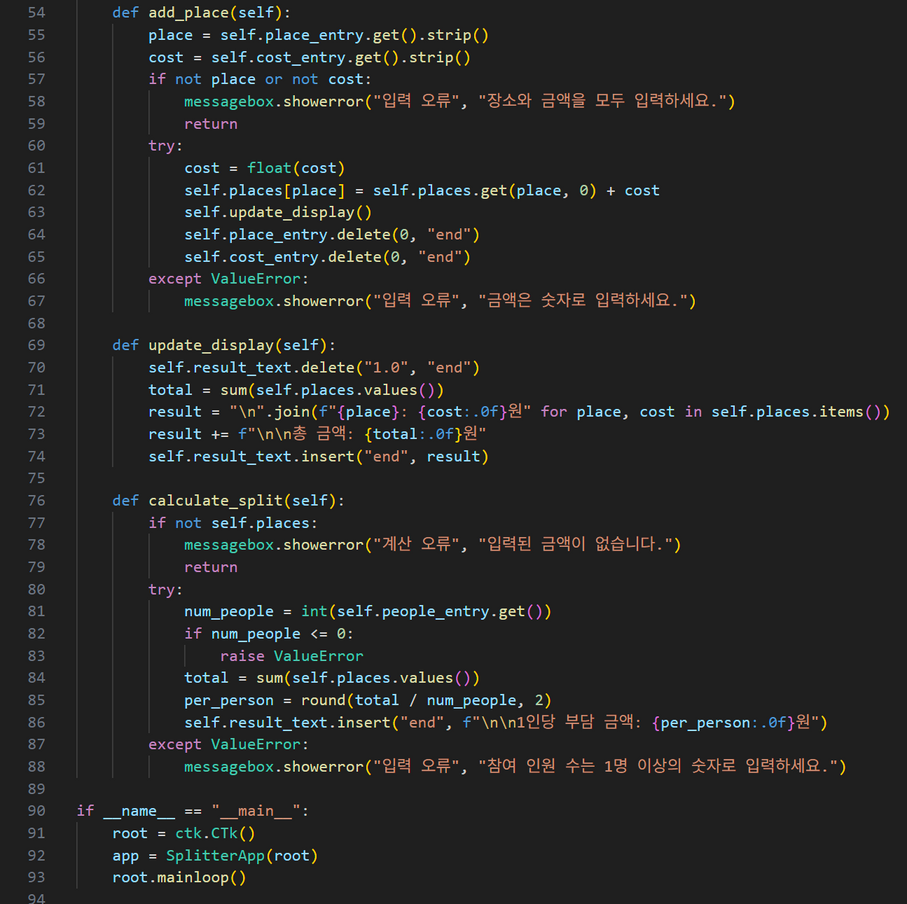 54 def add_place(self):
55 place = self.place_entry.get().strip()
56 cost = self.cost_entry.get().strip()
57 if not place or not cost:
58 messagebox.showerror("입력 오류", "장소와 금액을 모두 입력하세요.")
59 return
60 try:
61 cost = float(cost)
62 self.places[place] = self.places.get(place, 0) + cost
63 self.update_display()
64 self.place_entry.delete(0, "end")
65 self.cost_entry.delete(0, "end")
66 except ValueError:
67 messagebox.showerror("입력 오류", "금액은 숫자로 입력하세요.")
68
69 def update_display(self):
70 self.result_text.delete("1.0", "end")
71 total = sum(self.places.values())
72 result = "\n".join(f"{place}: {cost:.0f}원" for place, cost in self.places.items())
73 result += f"\n\n총 금액: {total:.0f}원"
74 self.result_text.insert("end", result)
75
76 def calculate_split(self):
77 if not self.places:
78 messagebox.showerror("계산 오류", "입력된 금액이 없습니다.")
79 return
80 try:
81 num_people = int(self.people_entry.get())
82 if num_people <= 0:
83 raise ValueError
84 total = sum(self.places.values())
85 per_person = round(total / num_people, 2)
86 self.result_text.insert("end", f"\n\n1인당 부담 금액: {per_person:.0f}원")
87 except ValueError:
88 messagebox.showerror("입력 오류", "참여 인원 수는 1명 이상의 숫자로 입력하세요.")
89
90 if __name__ == "__main__":
91 root = ctk.CTk()
92 app = SplitterApp(root)
93 root.mainloop()
94